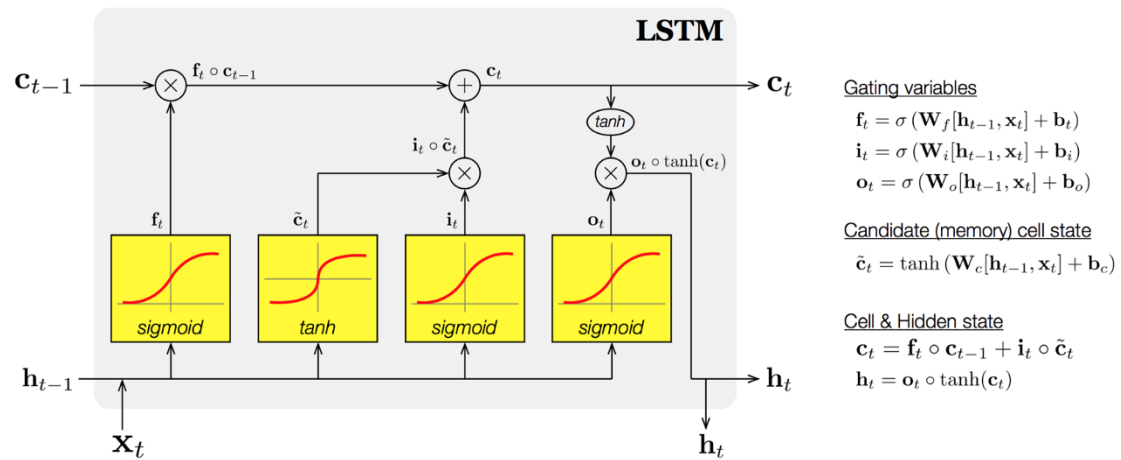 LSTM
c_{t-1}
×
f_t ∘ c_{t-1}
+
c_t
c_t
tanh
i_t ∘ c̃_t
×
×
o_t ∘ tanh(c_t)
f_t
c̃_t
i_t
o_t
sigmoid
tanh
sigmoid
sigmoid
h_{t-1}
h_t
x_t
h_t
Gating variables
f_t = σ (W_f[h_{t-1}, x_t] + b_t)
i_t = σ (W_i[h_{t-1}, x_t] + b_i)
o_t = σ (W_o[h_{t-1}, x_t] + b_o)
Candidate (memory) cell state
c̃_t = tanh (W_c[h_{t-1}, x_t] + b_c)
Cell & Hidden state
c_t = f_t ∘ c_{t-1} + i_t ∘ c̃_t
h_t = o_t ∘ tanh(c_t)